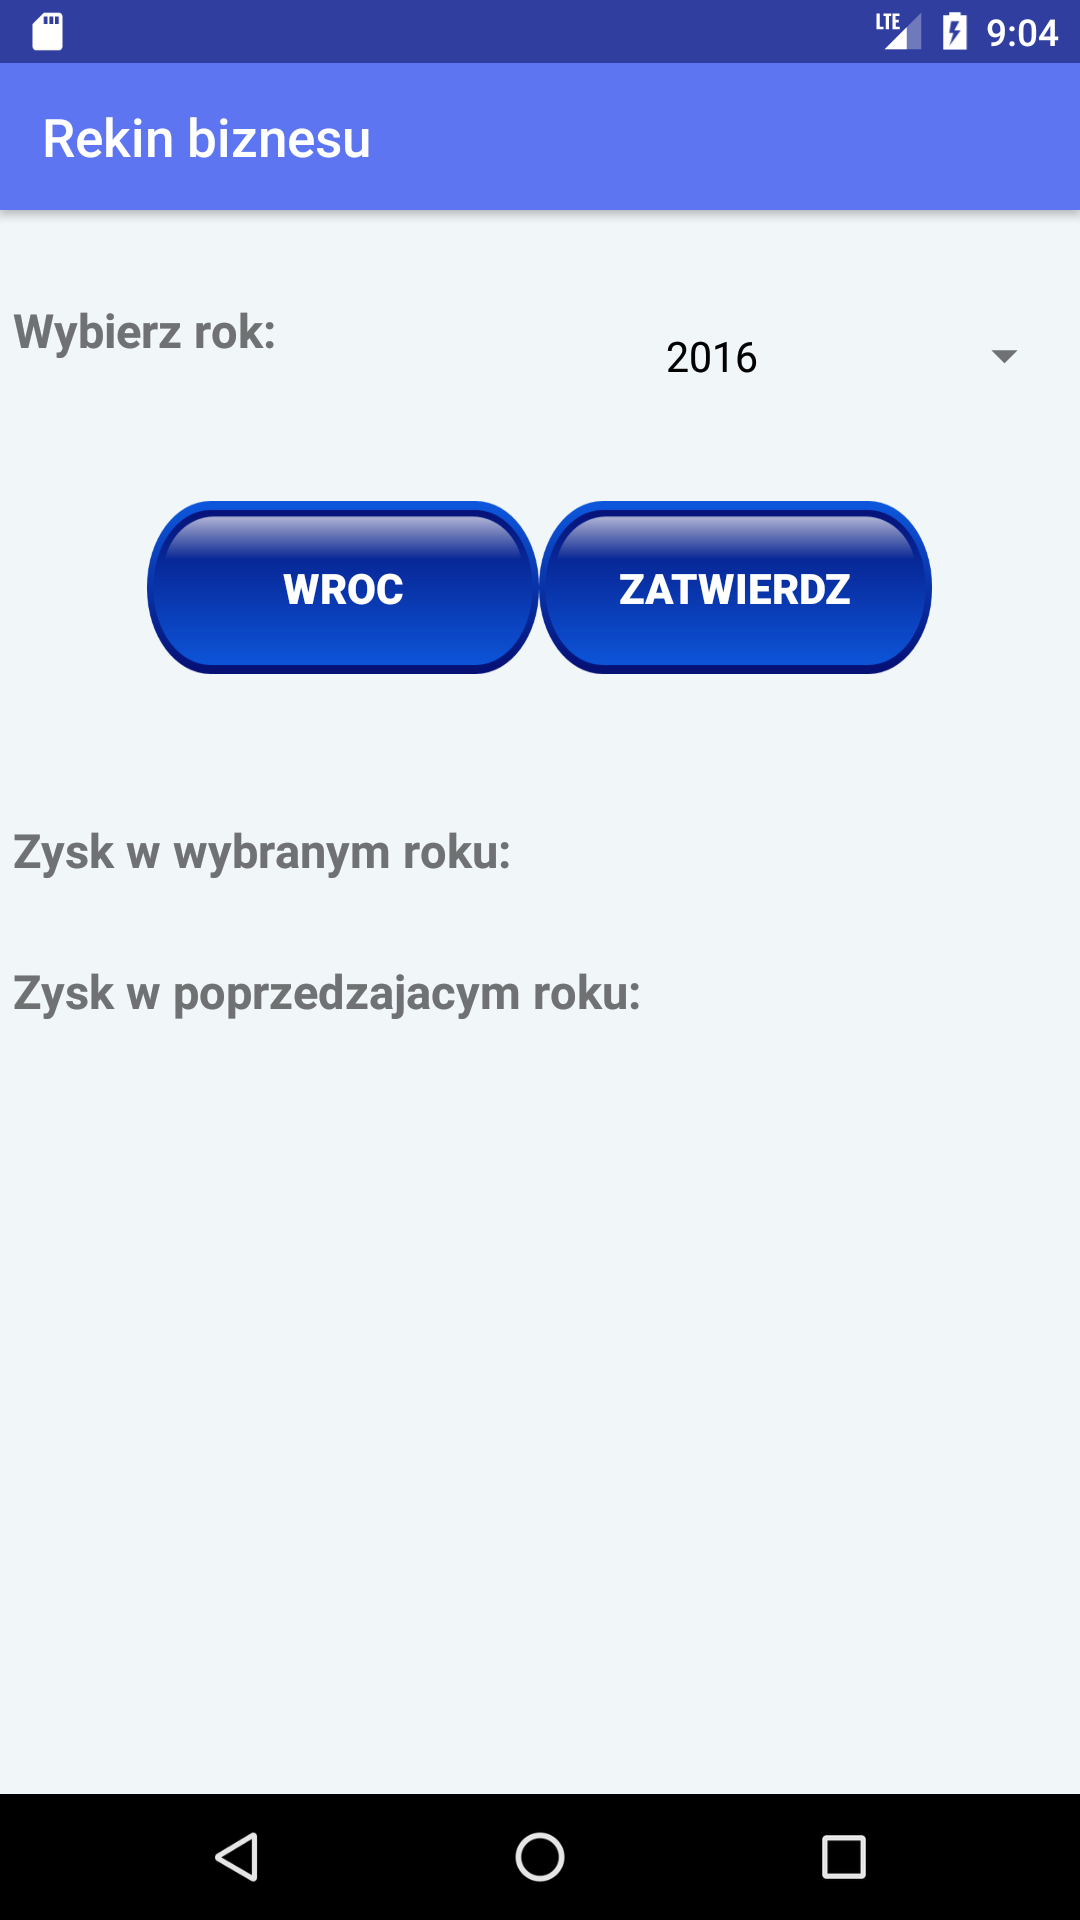 LTE 9:04
Rekin biznesu
Wybierz rok:
2016
WROC ZATWIERDZ
Zysk w wybranym roku:
Zysk w poprzedzajacym roku: